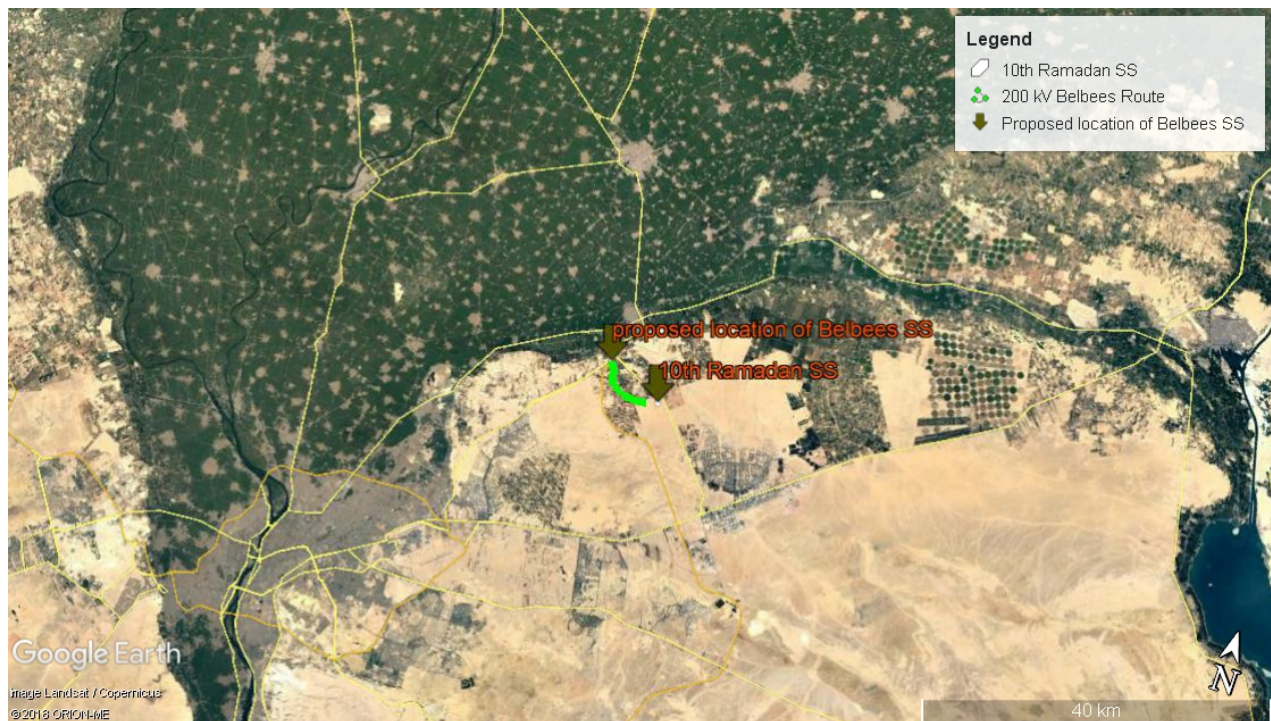 Legend
10th Ramadan SS
200 kV Belbees Route
Proposed location of Belbees SS
proposed location of Belbees SS
10th Ramadan SS
Google Earth
Image Landsat / Copernicus
© 2018 ORION-ME
N
40 km